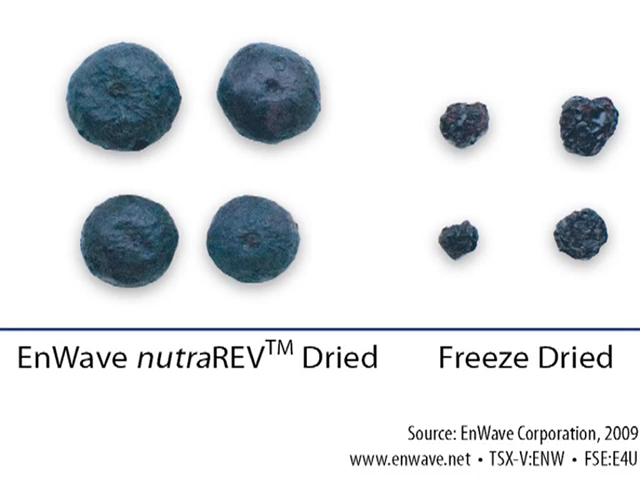 EnWave nutraREV™ Dried
Freeze Dried
Source: EnWave Corporation, 2009
www.enwave.net • TSX-V:ENW • FSE:E4U